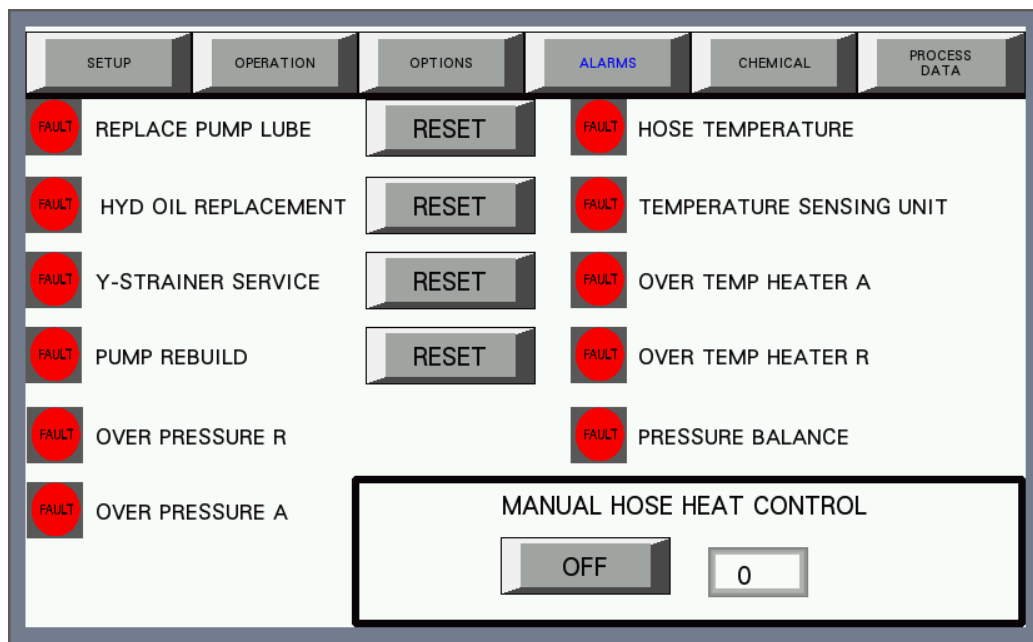 SETUP
OPERATION
OPTIONS
ALARMS
CHEMICAL
PROCESS
DATA
FAULT REPLACE PUMP LUBE RESET FAULT HOSE TEMPERATURE
FAULT HYD OIL REPLACEMENT RESET FAULT TEMPERATURE SENSING UNIT
FAULT Y-STRAINER SERVICE RESET FAULT OVER TEMP HEATER A
FAULT PUMP REBUILD RESET FAULT OVER TEMP HEATER R
FAULT OVER PRESSURE R FAULT PRESSURE BALANCE
FAULT OVER PRESSURE A
MANUAL HOSE HEAT CONTROL
OFF 0